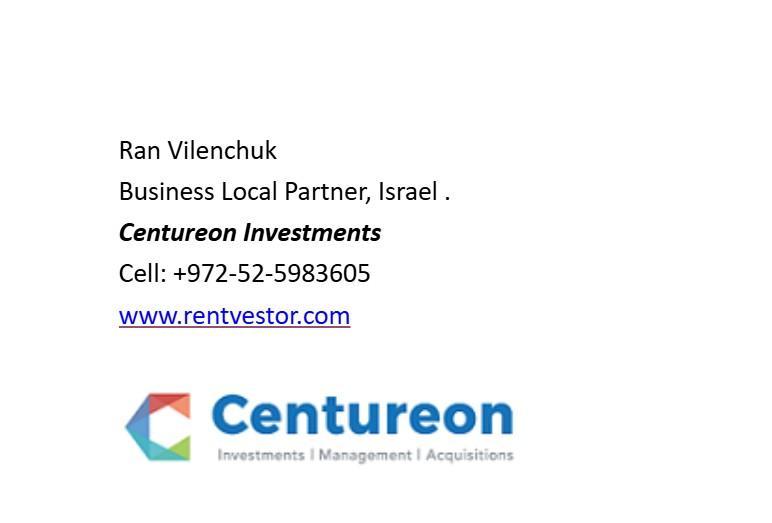 Ran Vilenchuk
Business Local Partner, Israel .
Centureon Investments
Cell: +972-52-5983605
www.rentvestor.com
Centureon
Investments | Management | Acquisitions